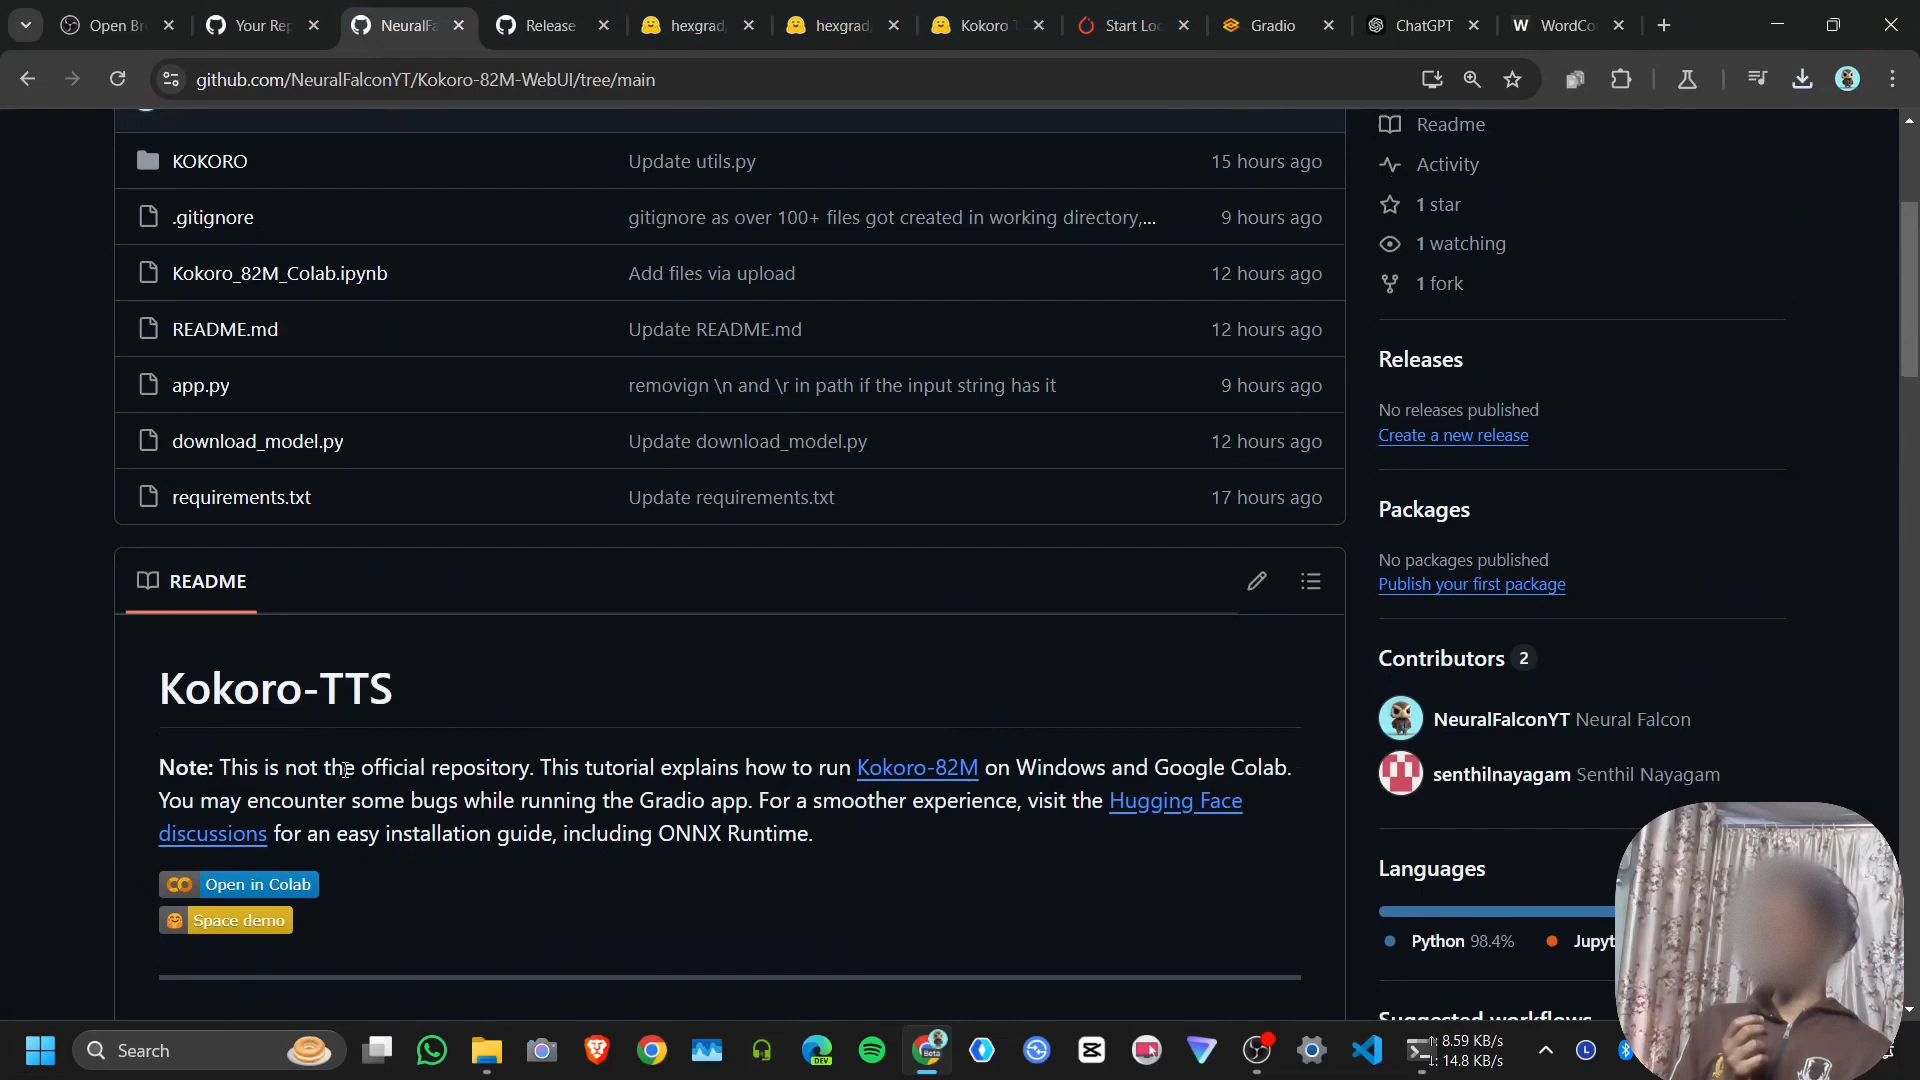 Open Br
Your Rep
NeuralFa
Release
hexgrad,
hexgrad,
Kokoro T
Start Loc
Gradio
ChatGPT
WordCo
github.com/NeuralFalconYT/Kokoro-82M-WebUI/tree/main
KOKORO Update utils.py 15 hours ago
.gitignore gitignore as over 100+ files got created in working directory,... 9 hours ago
Kokoro_82M_Colab.ipynb Add files via upload 12 hours ago
README.md Update README.md 12 hours ago
app.py removign \n and \r in path if the input string has it 9 hours ago
download_model.py Update download_model.py 12 hours ago
requirements.txt Update requirements.txt 17 hours ago
README
Kokoro-TTS
Note: This is not the official repository. This tutorial explains how to run Kokoro-82M on Windows and Google Colab.
You may encounter some bugs while running the Gradio app. For a smoother experience, visit the Hugging Face
discussions for an easy installation guide, including ONNX Runtime.
Open in Colab
Space demo
Readme
Activity
1 star
1 watching
1 fork
Releases
No releases published
Create a new release
Packages
No packages published
Publish your first package
Contributors 2
NeuralFalconYT Neural Falcon
senthilnayagam Senthil Nayagam
Languages
Python 98.4% Jupyt
Suggested workflows
Search
DEV
Beta
8.59 KB/s
14.8 KB/s
L